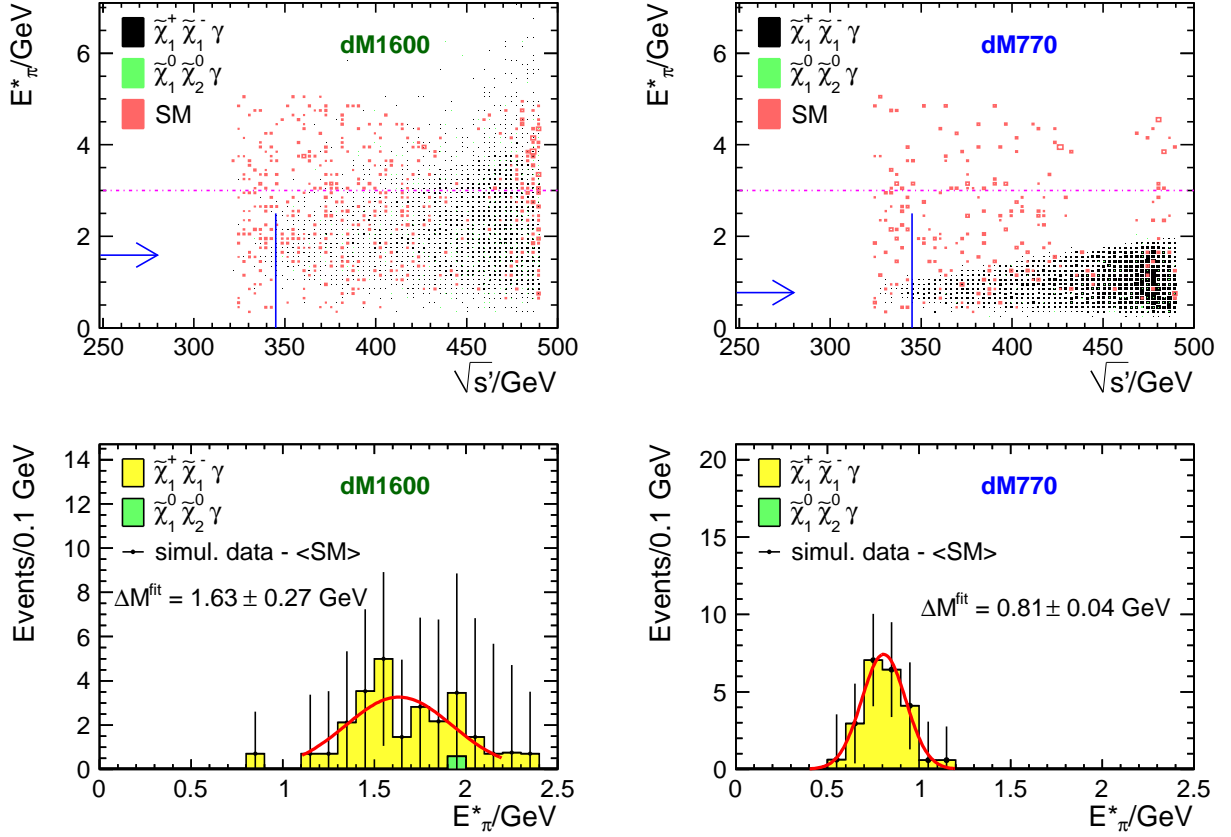 E*π/GeV
6
4
2
0
χ̃₁⁺ χ̃₁⁻ γ
χ̃₁⁰ χ̃₂⁰ γ
SM
dM1600
250 300 350 400 450 500
√s'/GeV
E*π/GeV
6
4
2
0
χ̃₁⁺ χ̃₁⁻ γ
χ̃₁⁰ χ̃₂⁰ γ
SM
dM770
250 300 350 400 450 500
√s'/GeV
Events/0.1 GeV
14
12
10
8
6
4
2
0
χ̃₁⁺ χ̃₁⁻ γ
χ̃₁⁰ χ̃₂⁰ γ
simul. data - <SM>
dM1600
ΔM^fit = 1.63 ± 0.27 GeV
0 0.5 1 1.5 2 2.5
E*π/GeV
Events/0.1 GeV
20
15
10
5
0
χ̃₁⁺ χ̃₁⁻ γ
χ̃₁⁰ χ̃₂⁰ γ
simul. data - <SM>
dM770
ΔM^fit = 0.81 ± 0.04 GeV
0 0.5 1 1.5 2 2.5
E*π/GeV